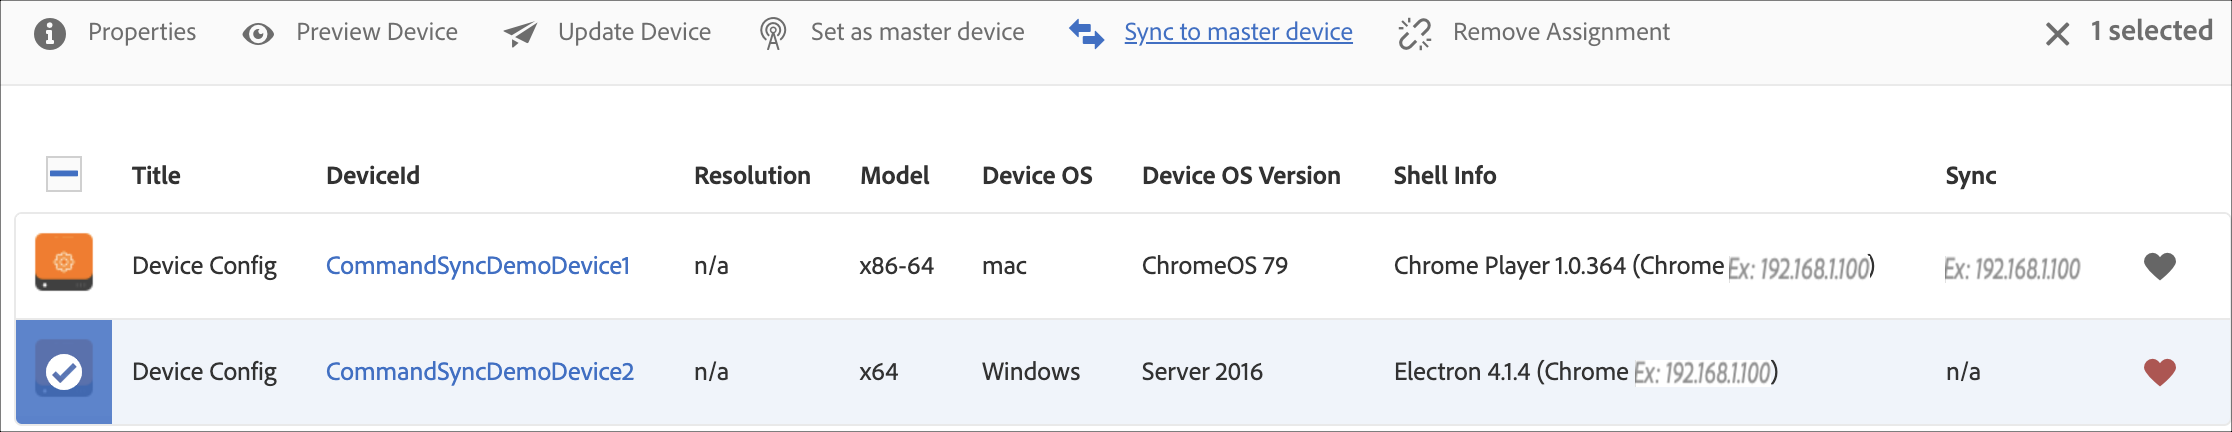 Properties Preview Device Update Device Set as master device Sync to master device Remove Assignment 1 selected
Title DeviceId Resolution Model Device OS Device OS Version Shell Info Sync
Device Config CommandSyncDemoDevice1 n/a x86-64 mac ChromeOS 79 Chrome Player 1.0.364 (Chrome Ex: 192.168.1.100) Ex: 192.168.1.100
Device Config CommandSyncDemoDevice2 n/a x64 Windows Server 2016 Electron 4.1.4 (Chrome Ex: 192.168.1.100) n/a